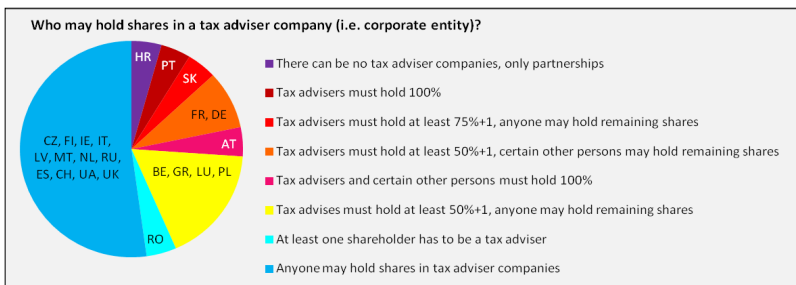 Who may hold shares in a tax adviser company (i.e. corporate entity)?
HR
PT
SK
FR, DE
AT
BE, GR, LU, PL
RO
CZ, FI, IE, IT,
LV, MT, NL, RU,
ES, CH, UA, UK
There can be no tax adviser companies, only partnerships
Tax advisers must hold 100%
Tax advisers must hold at least 75%+1, anyone may hold remaining shares
Tax advisers must hold at least 50%+1, certain other persons may hold remaining shares
Tax advisers and certain other persons must hold 100%
Tax advises must hold at least 50%+1, anyone may hold remaining shares
At least one shareholder has to be a tax adviser
Anyone may hold shares in tax adviser companies